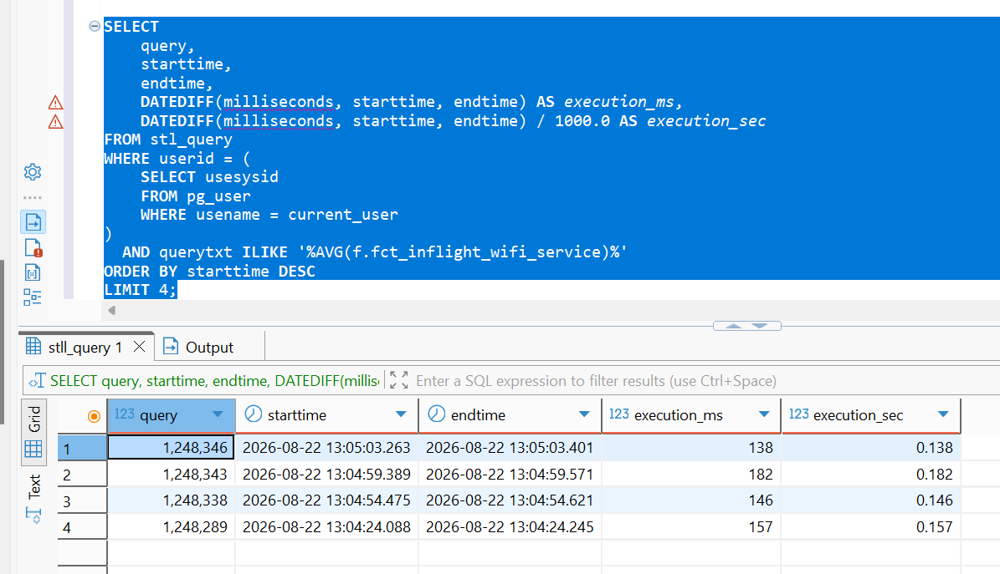 SELECT
query,
starttime,
endtime,
DATEDIFF(milliseconds, starttime, endtime) AS execution_ms,
DATEDIFF(milliseconds, starttime, endtime) / 1000.0 AS execution_sec
FROM stl_query
WHERE userid = (
SELECT usesysid
FROM pg_user
WHERE usename = current_user
)
AND querytxt ILIKE '%AVG(f.fct_inflight_wifi_service)%'
ORDER BY starttime DESC
LIMIT 4;
stll_query 1 Output
SELECT query, starttime, endtime, DATEDIFF(millise Enter a SQL expression to filter results (use Ctrl+Space)
Grid
Text
123 query starttime endtime 123 execution_ms 123 execution_sec
1 1,248,346 2026-08-22 13:05:03.263 2026-08-22 13:05:03.401 138 0.138
2 1,248,343 2026-08-22 13:04:59.389 2026-08-22 13:04:59.571 182 0.182
3 1,248,338 2026-08-22 13:04:54.475 2026-08-22 13:04:54.621 146 0.146
4 1,248,289 2026-08-22 13:04:24.088 2026-08-22 13:04:24.245 157 0.157